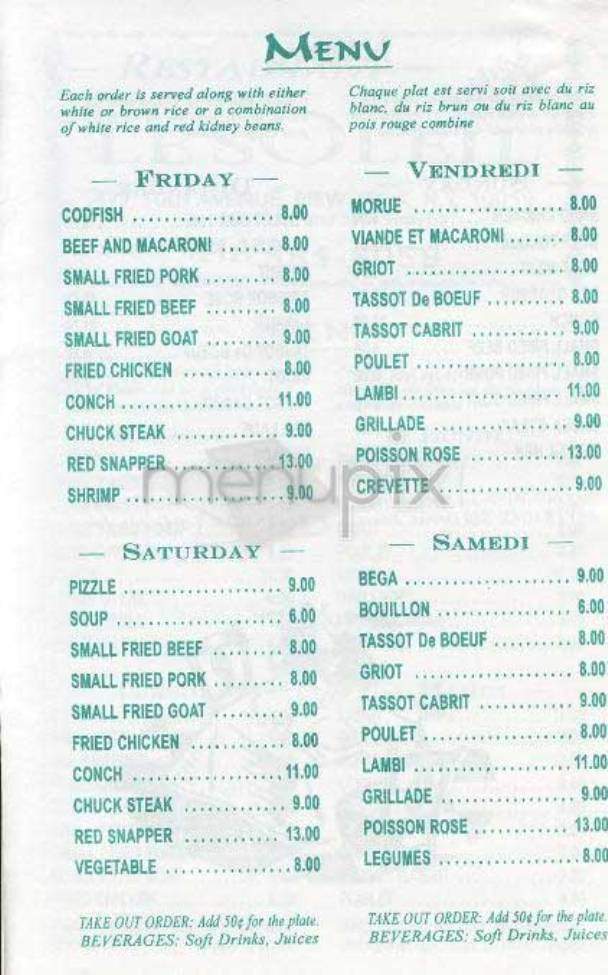 MENU
Each order is served along with either
white or brown rice or a combination
of white rice and red kidney beans.
— FRIDAY —
CODFISH .................. 8.00
BEEF AND MACARONI ....... 8.00
SMALL FRIED PORK ......... 8.00
SMALL FRIED BEEF ......... 8.00
SMALL FRIED GOAT ......... 9.00
FRIED CHICKEN ............ 8.00
CONCH ................... 11.00
CHUCK STEAK ............. 9.00
RED SNAPPER ............. 13.00
SHRIMP ................... 9.00
— SATURDAY —
PIZZLE ................... 9.00
SOUP .................... 6.00
SMALL FRIED BEEF ......... 8.00
SMALL FRIED PORK ......... 8.00
SMALL FRIED GOAT ......... 9.00
FRIED CHICKEN ............ 8.00
CONCH ................... 11.00
CHUCK STEAK ............. 9.00
RED SNAPPER ............ 13.00
VEGETABLE ................ 8.00
TAKE OUT ORDER: Add 50¢ for the plate.
BEVERAGES: Soft Drinks, Juices
Chaque plat est servi soit avec du riz
blanc, du riz brun ou du riz blanc au
pois rouge combine
— VENDREDI —
MORUE ................... 8.00
VIANDE ET MACARONI ....... 8.00
GRIOT .................... 8.00
TASSOT De BOEUF .......... 8.00
TASSOT CABRIT ............ 9.00
POULET ................... 8.00
LAMBI .................... 11.00
GRILLADE ................. 9.00
POISSON ROSE ............ 13.00
CREVETTE ................. 9.00
— SAMEDI —
BEGA ..................... 9.00
BOUILLON ................. 6.00
TASSOT De BOEUF .......... 8.00
GRIOT .................... 8.00
TASSOT CABRIT ............ 9.00
POULET ................... 8.00
LAMBI .................... 11.00
GRILLADE ................. 9.00
POISSON ROSE ............ 13.00
LEGUMES .................. 8.00
TAKE OUT ORDER: Add 50¢ for the plate.
BEVERAGES: Soft Drinks, Juices
menupix